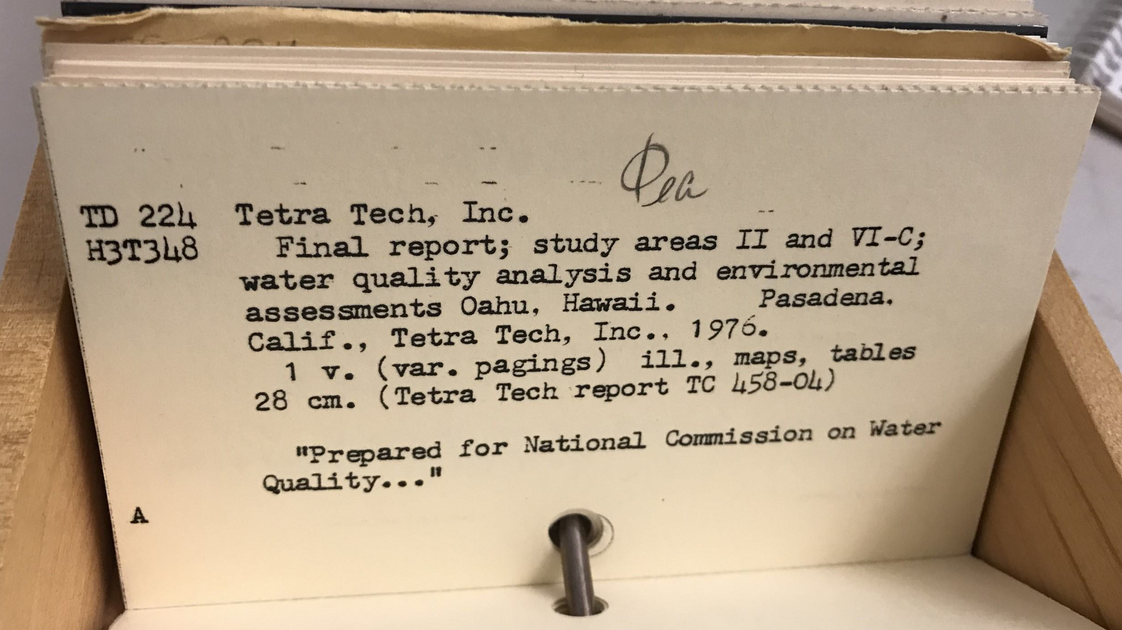 TD 224 Tetra Tech, Inc.
H3T348 Final report; study areas II and VI-C;
water quality analysis and environmental
assessments Oahu, Hawaii. Pasadena.
Calif., Tetra Tech, Inc., 1976.
1 v. (var. pagings) ill., maps, tables
28 cm. (Tetra Tech report TC 458-04)
"Prepared for National Commission on Water
Quality..."
A